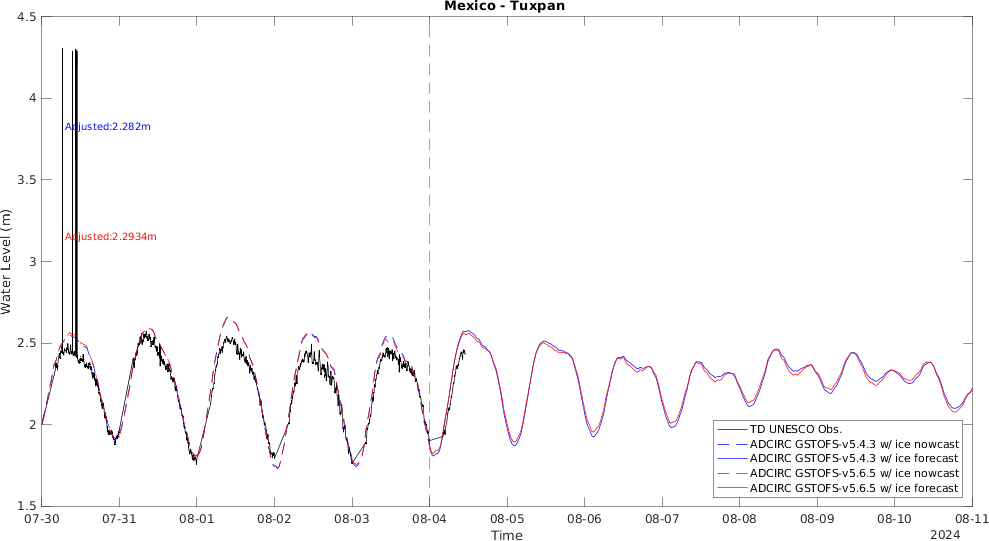 Mexico - Tuxpan
4.5
4
3.5
3
2.5
2
1.5
Water Level (m)
Adjusted:2.282m
Adjusted:2.2934m
TD UNESCO Obs.
ADCIRC GSTOFS-v5.4.3 w/ ice nowcast
ADCIRC GSTOFS-v5.4.3 w/ ice forecast
ADCIRC GSTOFS-v5.6.5 w/ ice nowcast
ADCIRC GSTOFS-v5.6.5 w/ ice forecast
07-30 07-31 08-01 08-02 08-03 08-04 08-05 08-06 08-07 08-08 08-09 08-10 08-11
Time
2024